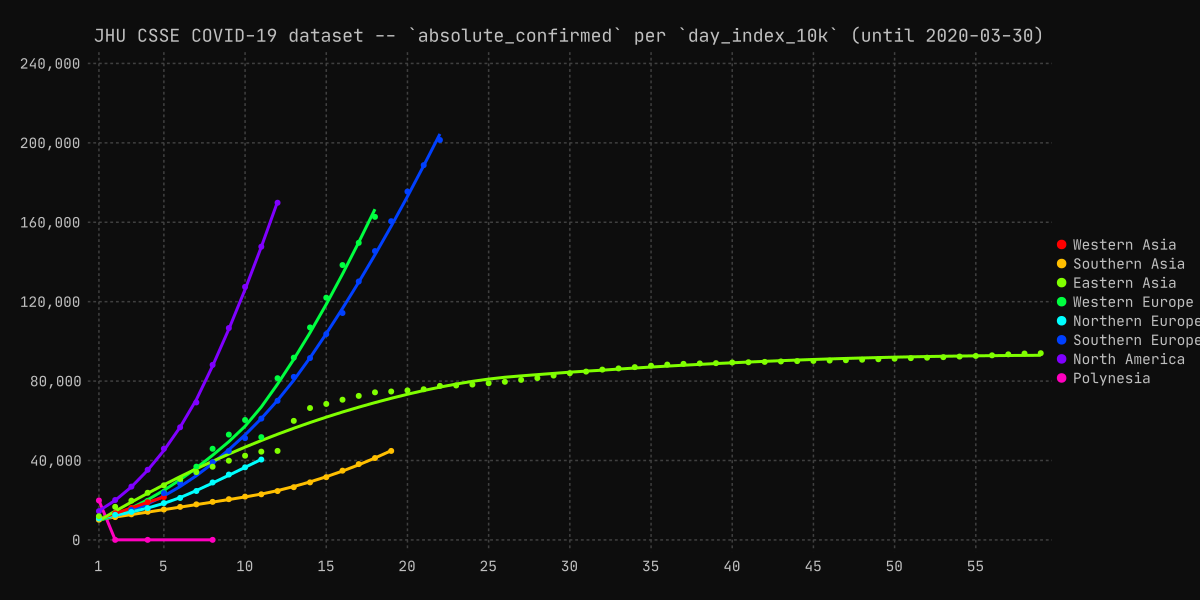 JHU CSSE COVID-19 dataset -- `absolute_confirmed` per `day_index_10k` (until 2020-03-30)
240,000
200,000
160,000
120,000
80,000
40,000
0
1 5 10 15 20 25 30 35 40 45 50 55
Western Asia
Southern Asia
Eastern Asia
Western Europe
Northern Europe
Southern Europe
North America
Polynesia